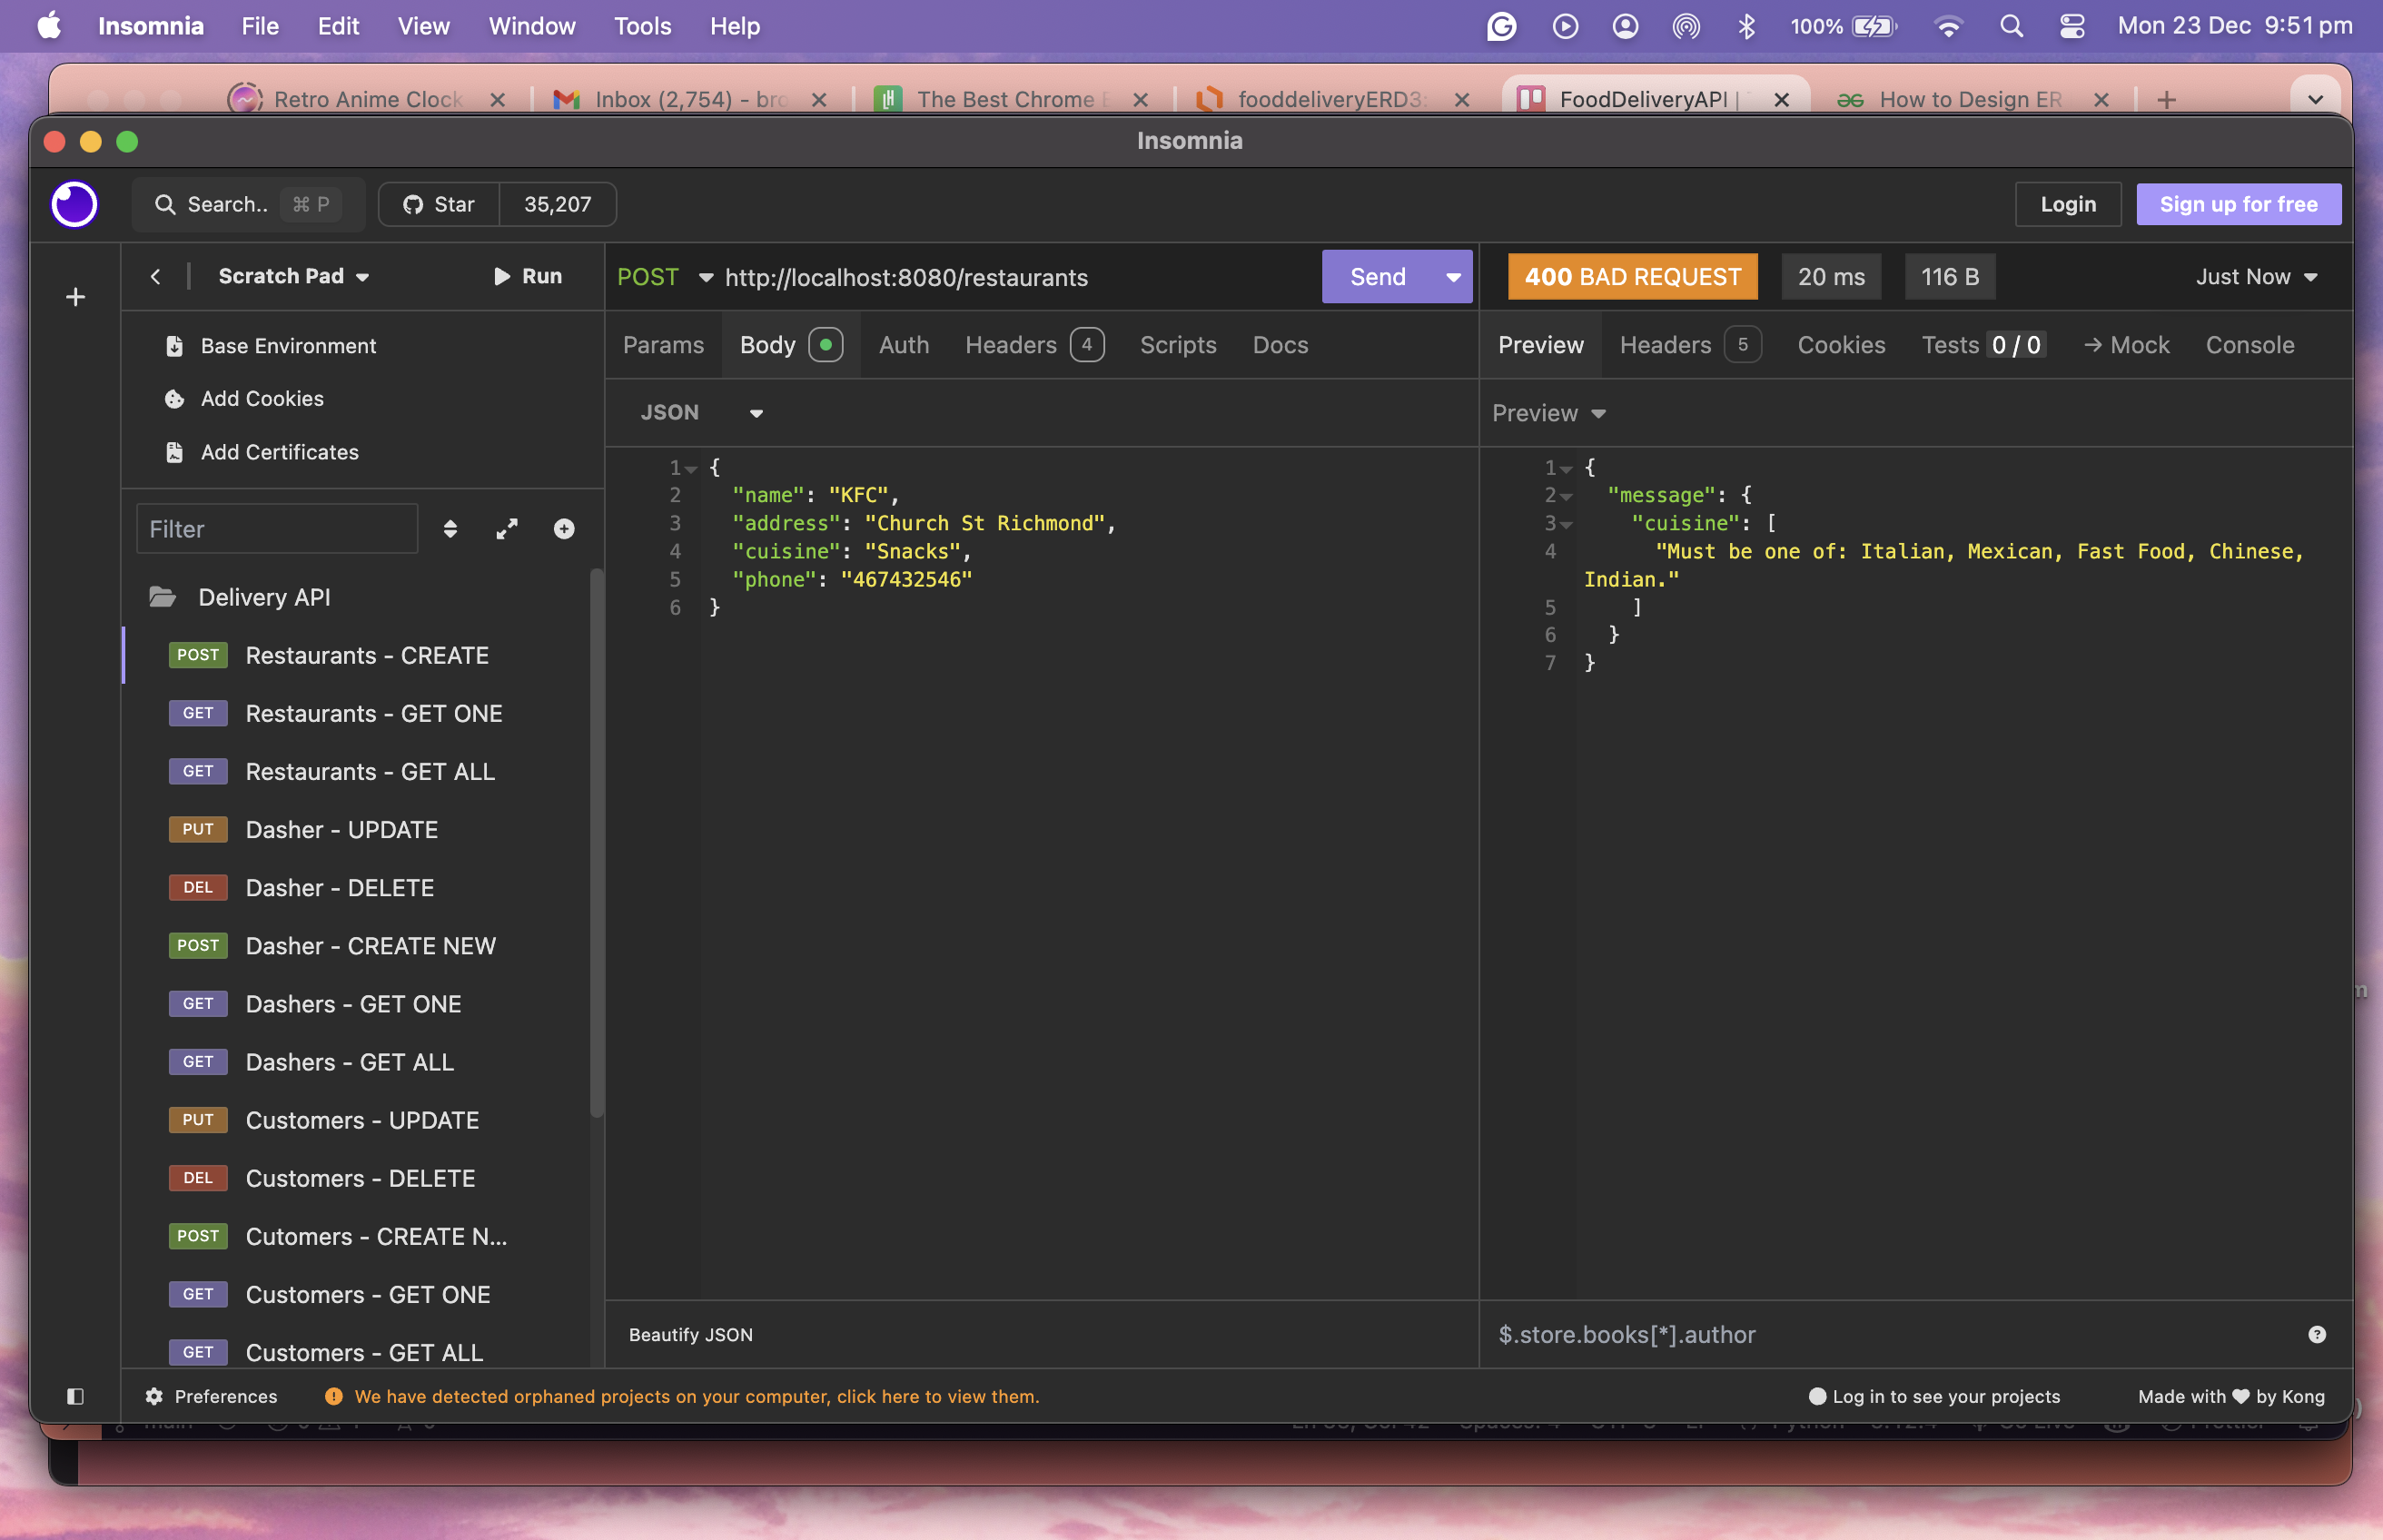 Insomnia File Edit View Window Tools Help 100% Mon 23 Dec 9:51 pm
Retro Anime Clock Inbox (2,754) - bro The Best Chrome E fooddeliveryERD3: FoodDeliveryAPI | How to Design ER
Insomnia
Search.. ⌘ P Star 35,207 Login Sign up for free
Scratch Pad Run POST http://localhost:8080/restaurants Send 400 BAD REQUEST 20 ms 116 B Just Now
Base Environment
Add Cookies
Add Certificates
Params Body Auth Headers 4 Scripts Docs
Preview Headers 5 Cookies Tests 0 / 0 → Mock Console
JSON
Preview
1 {
2 "name": "KFC",
3 "address": "Church St Richmond",
4 "cuisine": "Snacks",
5 "phone": "467432546"
6 }
1 {
2 "message": {
3 "cuisine": [
4 "Must be one of: Italian, Mexican, Fast Food, Chinese,
Indian."
5 ]
6 }
7 }
Filter
Delivery API
POST Restaurants - CREATE
GET Restaurants - GET ONE
GET Restaurants - GET ALL
PUT Dasher - UPDATE
DEL Dasher - DELETE
POST Dasher - CREATE NEW
GET Dashers - GET ONE
GET Dashers - GET ALL
PUT Customers - UPDATE
DEL Customers - DELETE
POST Cutomers - CREATE N...
GET Customers - GET ONE
GET Customers - GET ALL
Beautify JSON
$.store.books[*].author
Preferences We have detected orphaned projects on your computer, click here to view them. Log in to see your projects Made with ♥ by Kong